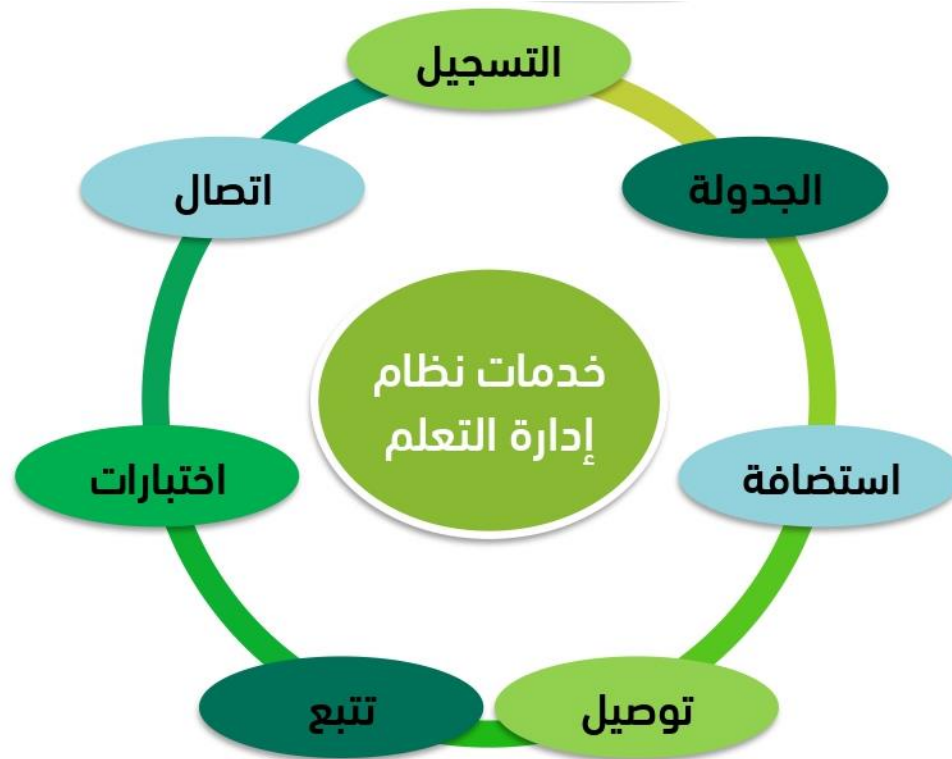 التسجيل
الجدولة
استضافة
توصيل
تتبع
اختبارات
اتصال
خدمات نظام
إدارة التعلم